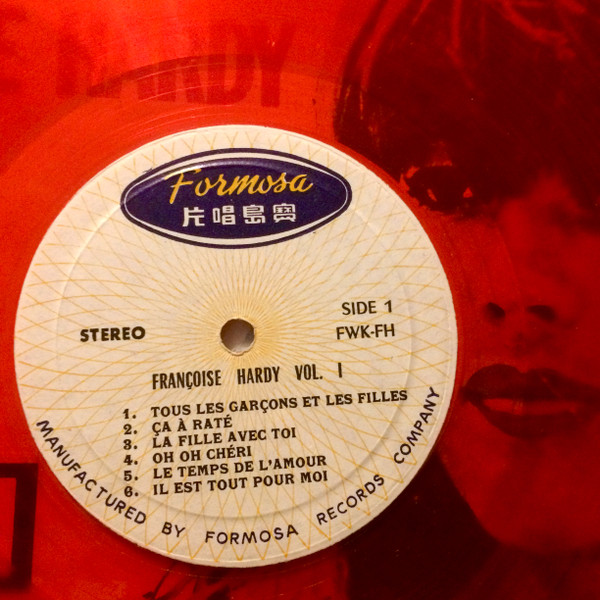 E HARDY
Formosa
寶島唱片
STEREO
SIDE 1
FWK-FH
FRANÇOISE HARDY VOL. I
1. TOUS LES GARÇONS ET LES FILLES
2. ÇA À RATÉ
3. LA FILLE AVEC TOI
4. OH OH CHÉRI
5. LE TEMPS DE L'AMOUR
6. IL EST TOUT POUR MOI
MANUFACTURED BY FORMOSA RECORDS COMPANY